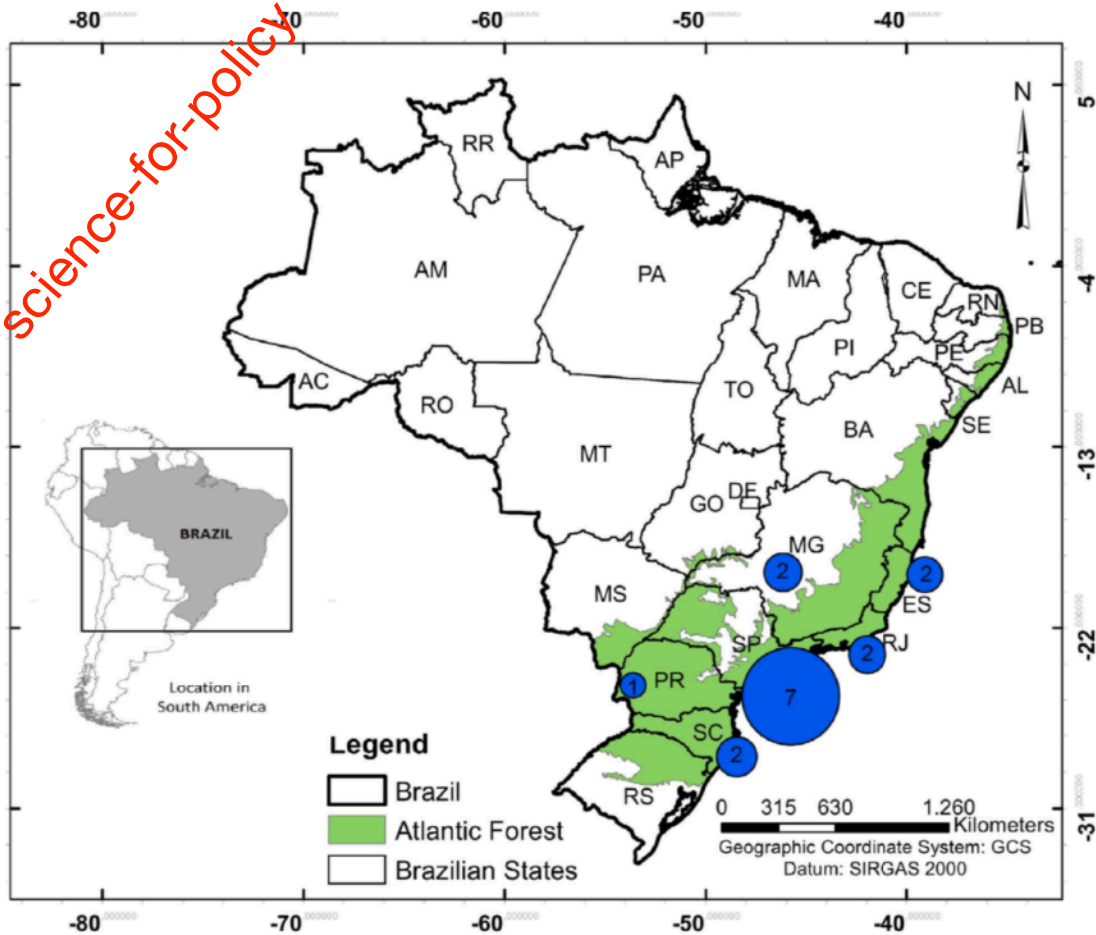 -80 -70 -60 -50 -40
science-for-policy
N
5
-4
-13
-22
-31
RR
AP
AM
PA
MA
CE
RN
PB
PI
PE
AC
AL
TO
RO
SE
BA
MT
DF
GO
BRAZIL
MG
2
2
MS
ES
SP
RJ
2
PR
1
7
Location in
South America
SC
2
RS
Legend
Brazil
Atlantic Forest
Brazilian States
0 315 630 1.260
Kilometers
Geographic Coordinate System: GCS
Datum: SIRGAS 2000
-80 -70 -60 -50 -40